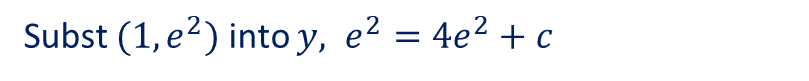 Subst (1, e²) into y, e² = 4e² + c